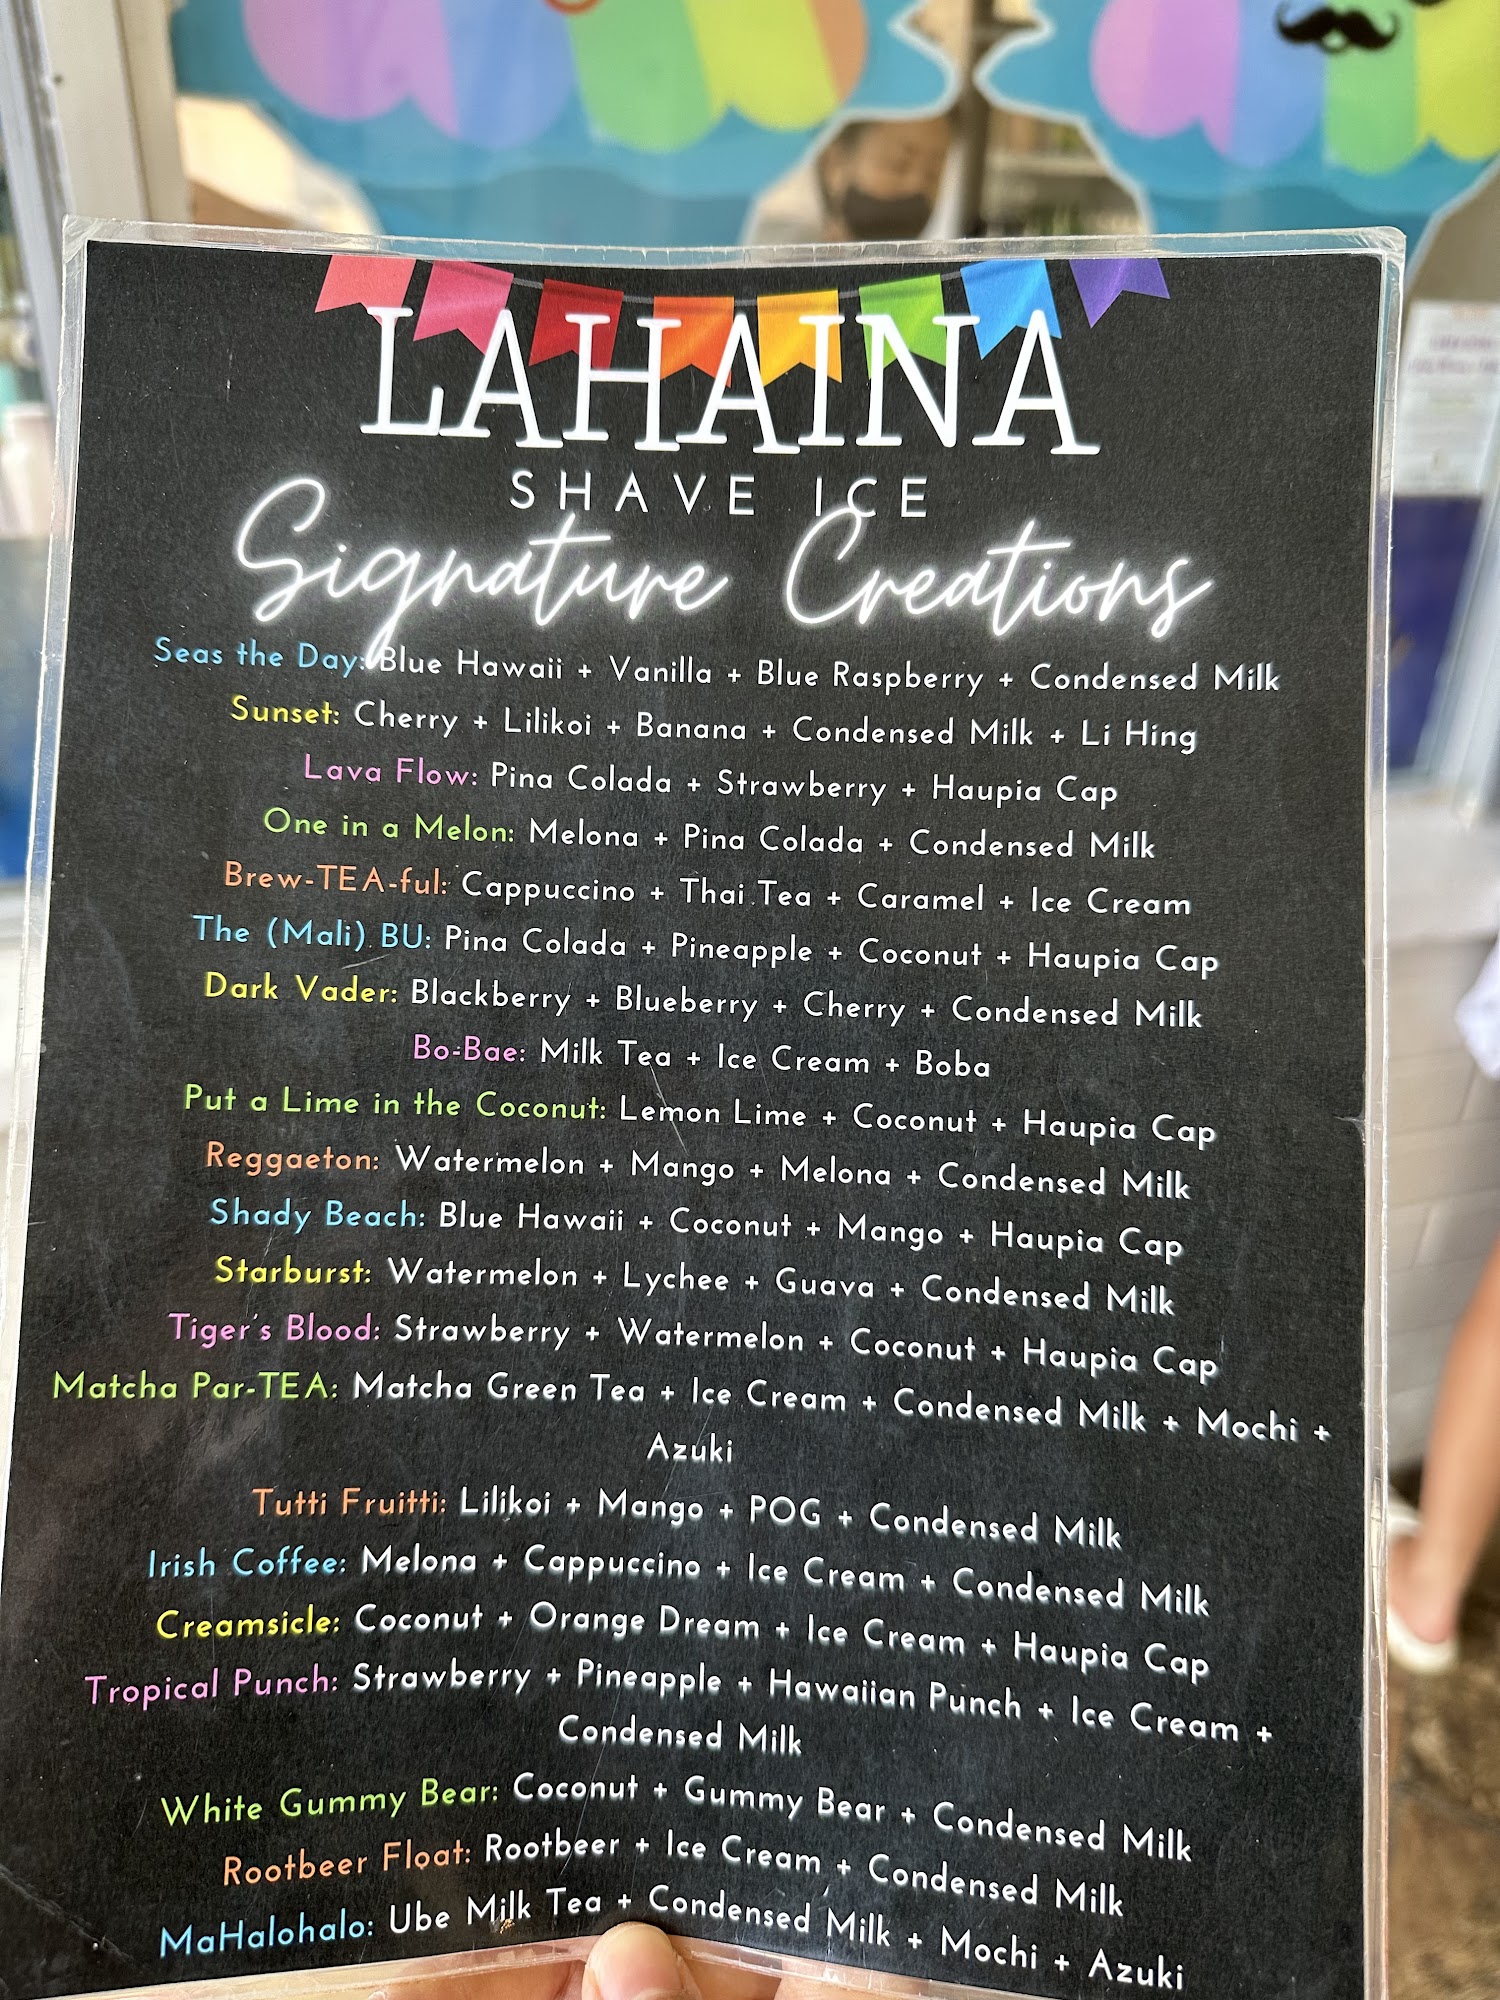 LAHAINA
SHAVE ICE
Signature Creations
Seas the Day: Blue Hawaii + Vanilla + Blue Raspberry + Condensed Milk
Sunset: Cherry + Lilikoi + Banana + Condensed Milk + Li Hing
Lava Flow: Pina Colada + Strawberry + Haupia Cap
One in a Melon: Melona + Pina Colada + Condensed Milk
Brew-TEA-ful: Cappuccino + Thai Tea + Caramel + Ice Cream
The (Mali) BU: Pina Colada + Pineapple + Coconut + Haupia Cap
Dark Vader: Blackberry + Blueberry + Cherry + Condensed Milk
Bo-Bae: Milk Tea + Ice Cream + Boba
Put a Lime in the Coconut: Lemon Lime + Coconut + Haupia Cap
Reggaeton: Watermelon + Mango + Melona + Condensed Milk
Shady Beach: Blue Hawaii + Coconut + Mango + Haupia Cap
Starburst: Watermelon + Lychee + Guava + Condensed Milk
Tiger's Blood: Strawberry + Watermelon + Coconut + Haupia Cap
Matcha Par-TEA: Matcha Green Tea + Ice Cream + Condensed Milk + Mochi +
Azuki
Tutti Fruitti: Lilikoi + Mango + POG + Condensed Milk
Irish Coffee: Melona + Cappuccino + Ice Cream + Condensed Milk
Creamsicle: Coconut + Orange Dream + Ice Cream + Haupia Cap
Tropical Punch: Strawberry + Pineapple + Hawaiian Punch + Ice Cream +
Condensed Milk
White Gummy Bear: Coconut + Gummy Bear + Condensed Milk
Rootbeer Float: Rootbeer + Ice Cream + Condensed Milk
MaHalohalo: Ube Milk Tea + Condensed Milk + Mochi + Azuki